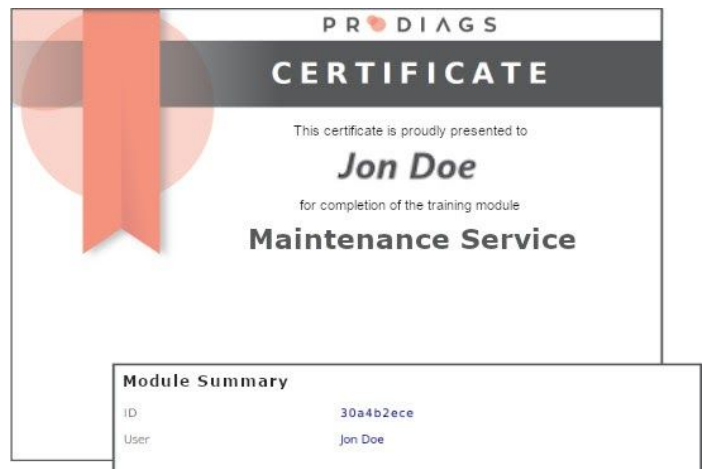 PRODIAGS
CERTIFICATE
This certificate is proudly presented to
Jon Doe
for completion of the training module
Maintenance Service
Module Summary
ID 30a4b2ece
User Jon Doe